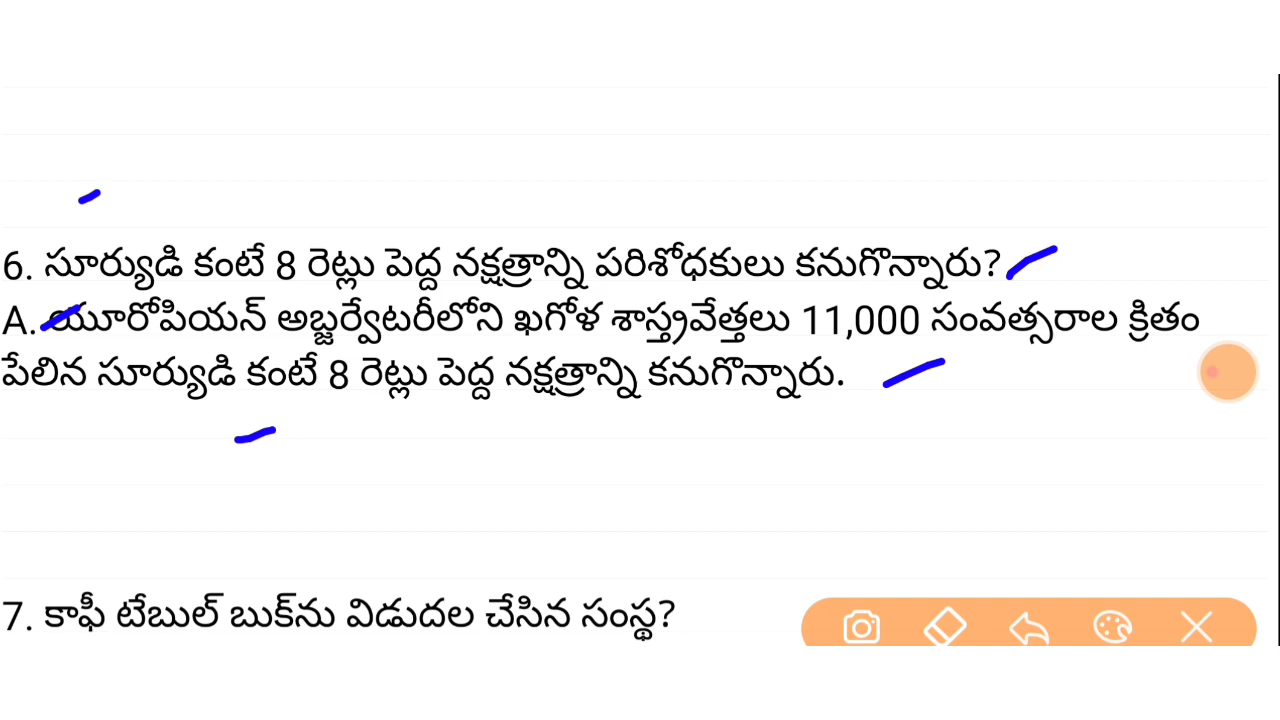 6. సూర్యుడి కంటే 8 రెట్లు పెద్ద నక్షత్రాన్ని పరిశోధకులు కనుగొన్నారు?
A. యూరోపియన్ అబ్జర్వేటరీలోని ఖగోళ శాస్త్రవేత్తలు 11,000 సంవత్సరాల క్రితం
పేలిన సూర్యుడి కంటే 8 రెట్లు పెద్ద నక్షత్రాన్ని కనుగొన్నారు.
7. కాఫీ టేబుల్ బుక్‌ను విడుదల చేసిన సంస్థ?